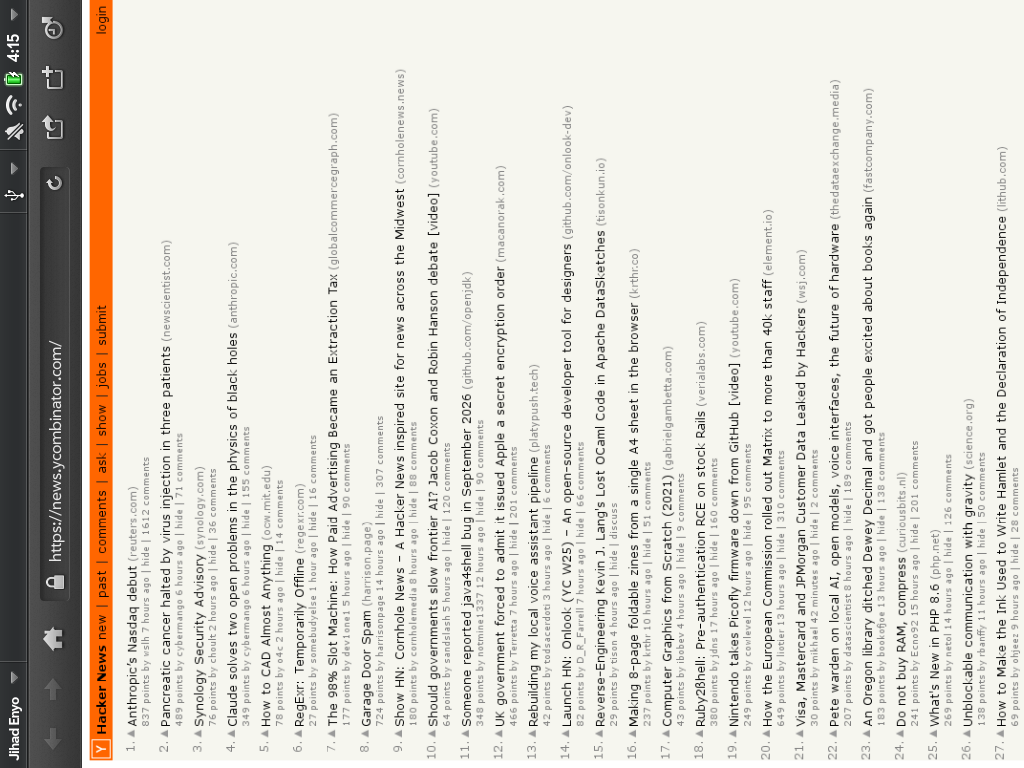 Jihad Enyo 4:15
https://news.ycombinator.com/
Y Hacker News new | past | comments | ask | show | jobs | submit login
1. Anthropic's Nasdaq debut (reuters.com)
837 points by wslh 7 hours ago | hide | 1612 comments
2. Pancreatic cancer halted by virus injection in three patients (newscientist.com)
489 points by cybermango 6 hours ago | hide | 71 comments
3. Synology Security Advisory (synology.com)
76 points by choult 2 hours ago | hide | 36 comments
4. Claude solves two open problems in the physics of black holes (anthropic.com)
349 points by cybermango 6 hours ago | hide | 155 comments
5. How to CAD Almost Anything (ocw.mit.edu)
78 points by o4c 2 hours ago | hide | 14 comments
6. RegExr: Temporarily Offline (regexr.com)
27 points by somebudyelse 1 hour ago | hide | 16 comments
7. The 98% Slot Machine: How Paid Advertising Became an Extraction Tax (globalcommercegraph.com)
177 points by dev1one1 5 hours ago | hide | 90 comments
8. Garage Door Spam (harrison.page)
724 points by harrisonpage 14 hours ago | hide | 307 comments
9. Show HN: Cornhole News – A Hacker News inspired site for news across the Midwest (cornholenews.news)
180 points by cornholemedia 8 hours ago | hide | 88 comments
10. Should governments slow frontier AI? Jacob Coxon and Robin Hanson debate [video] (youtube.com)
64 points by sandslash 5 hours ago | hide | 120 comments
11. Someone reported java4shell bug in September 2026 (github.com/openjdk)
348 points by notmine1337 12 hours ago | hide | 90 comments
12. UK government forced to admit it issued Apple a secret encryption order (macanorak.com)
466 points by Terretta 7 hours ago | hide | 201 comments
13. Rebuilding my local voice assistant pipeline (platypush.tech)
42 points by todsacerdoti 3 hours ago | hide | 6 comments
14. Launch HN: Onlook (YC W25) – An open-source developer tool for designers (github.com/onlook-dev)
82 points by D_R_Farrell 7 hours ago | hide | 66 comments
15. Reverse-Engineering Kevin J. Lang's Lost OCaml Code in Apache DataSketches (tisonkun.io)
29 points by tison 4 hours ago | hide | discuss
16. Making 8-page foldable zines from a single A4 sheet in the browser (krthr.co)
237 points by krthr 10 hours ago | hide | 51 comments
17. Computer Graphics from Scratch (2021) (gabrielgambetta.com)
43 points by ibobev 4 hours ago | hide | 9 comments
18. Ruby28hell: Pre-authentication RCE on stock Rails (verialabs.com)
380 points by jdns 17 hours ago | hide | 160 comments
19. Nintendo takes Picofly firmware down from GitHub [video] (youtube.com)
249 points by covlevel 12 hours ago | hide | 95 comments
20. How the European Commission rolled out Matrix to more than 40k staff (element.io)
649 points by liotier 13 hours ago | hide | 310 comments
21. Visa, Mastercard and JPMorgan Customer Data Leaked by Hackers (wsj.com)
30 points by mikhael 42 minutes ago | hide | 2 comments
22. Pete warden on local AI, open models, voice interfaces, the future of hardware (thedataexchange.media)
207 points by datascientist 8 hours ago | hide | 189 comments
23. An Oregon library ditched Dewey Decimal and got people excited about books again (fastcompany.com)
183 points by bookofjoe 13 hours ago | hide | 138 comments
24. Do not buy RAM, compress (curiousbits.nl)
241 points by Econo92 15 hours ago | hide | 201 comments
25. What's New in PHP 8.6 (php.net)
269 points by netol 14 hours ago | hide | 126 comments
26. Unblockable communication with gravity (science.org)
138 points by rbanffy 11 hours ago | hide | 50 comments
27. How to Make the Ink Used to Write Hamlet and the Declaration of Independence (lithub.com)
69 points by objeez 9 hours ago | hide | 28 comments